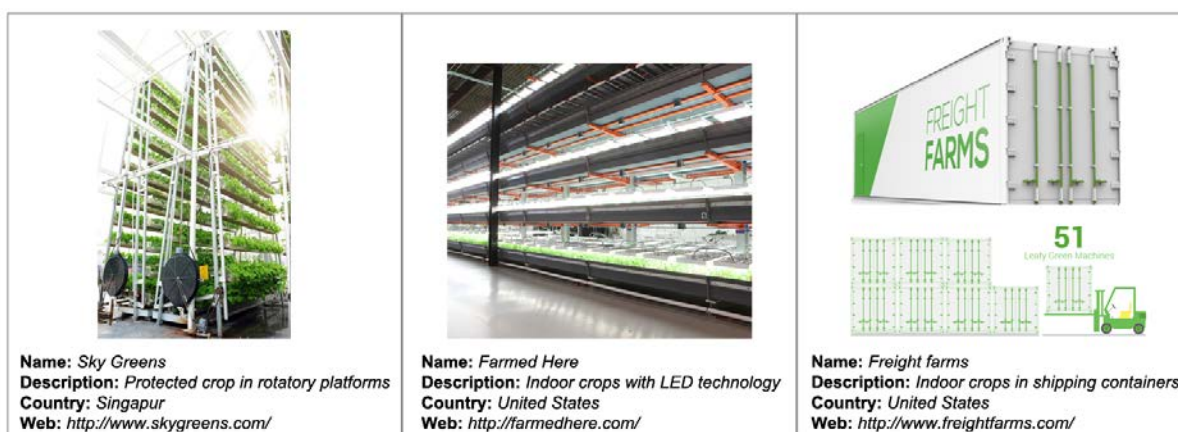 FREIGHT
FARMS
51
Leafy Green Machines
Name: Sky Greens
Description: Protected crop in rotatory platforms
Country: Singapur
Web: http://www.skygreens.com/
Name: Farmed Here
Description: Indoor crops with LED technology
Country: United States
Web: http://farmedhere.com/
Name: Freight farms
Description: Indoor crops in shipping containers
Country: United States
Web: http://www.freightfarms.com/